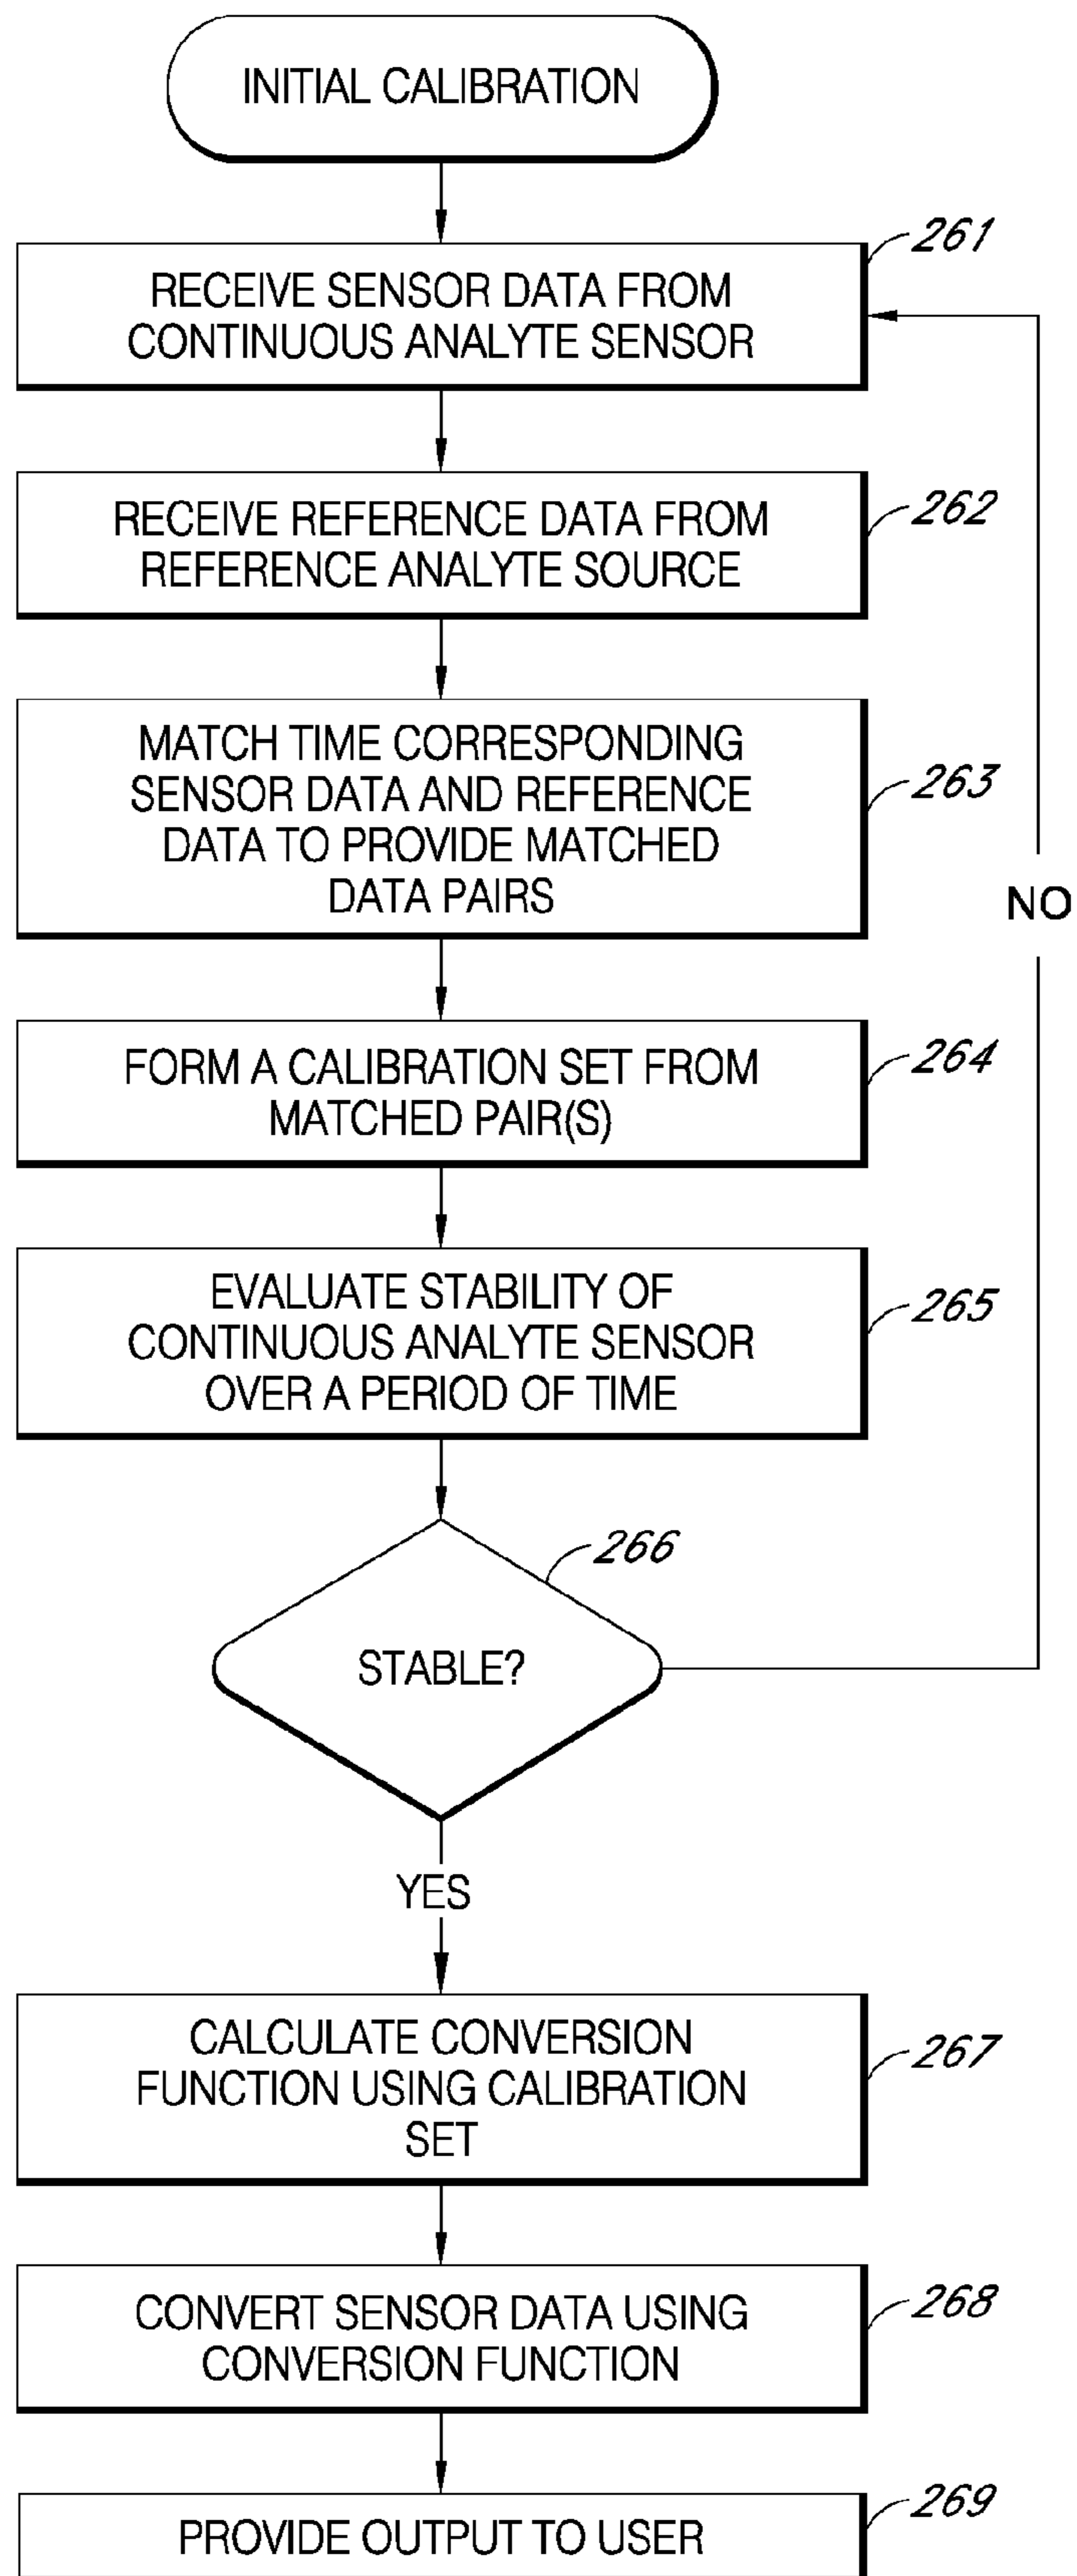 INITIAL CALIBRATION
261
RECEIVE SENSOR DATA FROM
CONTINUOUS ANALYTE SENSOR
262
RECEIVE REFERENCE DATA FROM
REFERENCE ANALYTE SOURCE
263
MATCH TIME CORRESPONDING
SENSOR DATA AND REFERENCE
DATA TO PROVIDE MATCHED
DATA PAIRS
NO
264
FORM A CALIBRATION SET FROM
MATCHED PAIR(S)
265
EVALUATE STABILITY OF
CONTINUOUS ANALYTE SENSOR
OVER A PERIOD OF TIME
266
STABLE?
YES
267
CALCULATE CONVERSION
FUNCTION USING CALIBRATION
SET
268
CONVERT SENSOR DATA USING
CONVERSION FUNCTION
269
PROVIDE OUTPUT TO USER